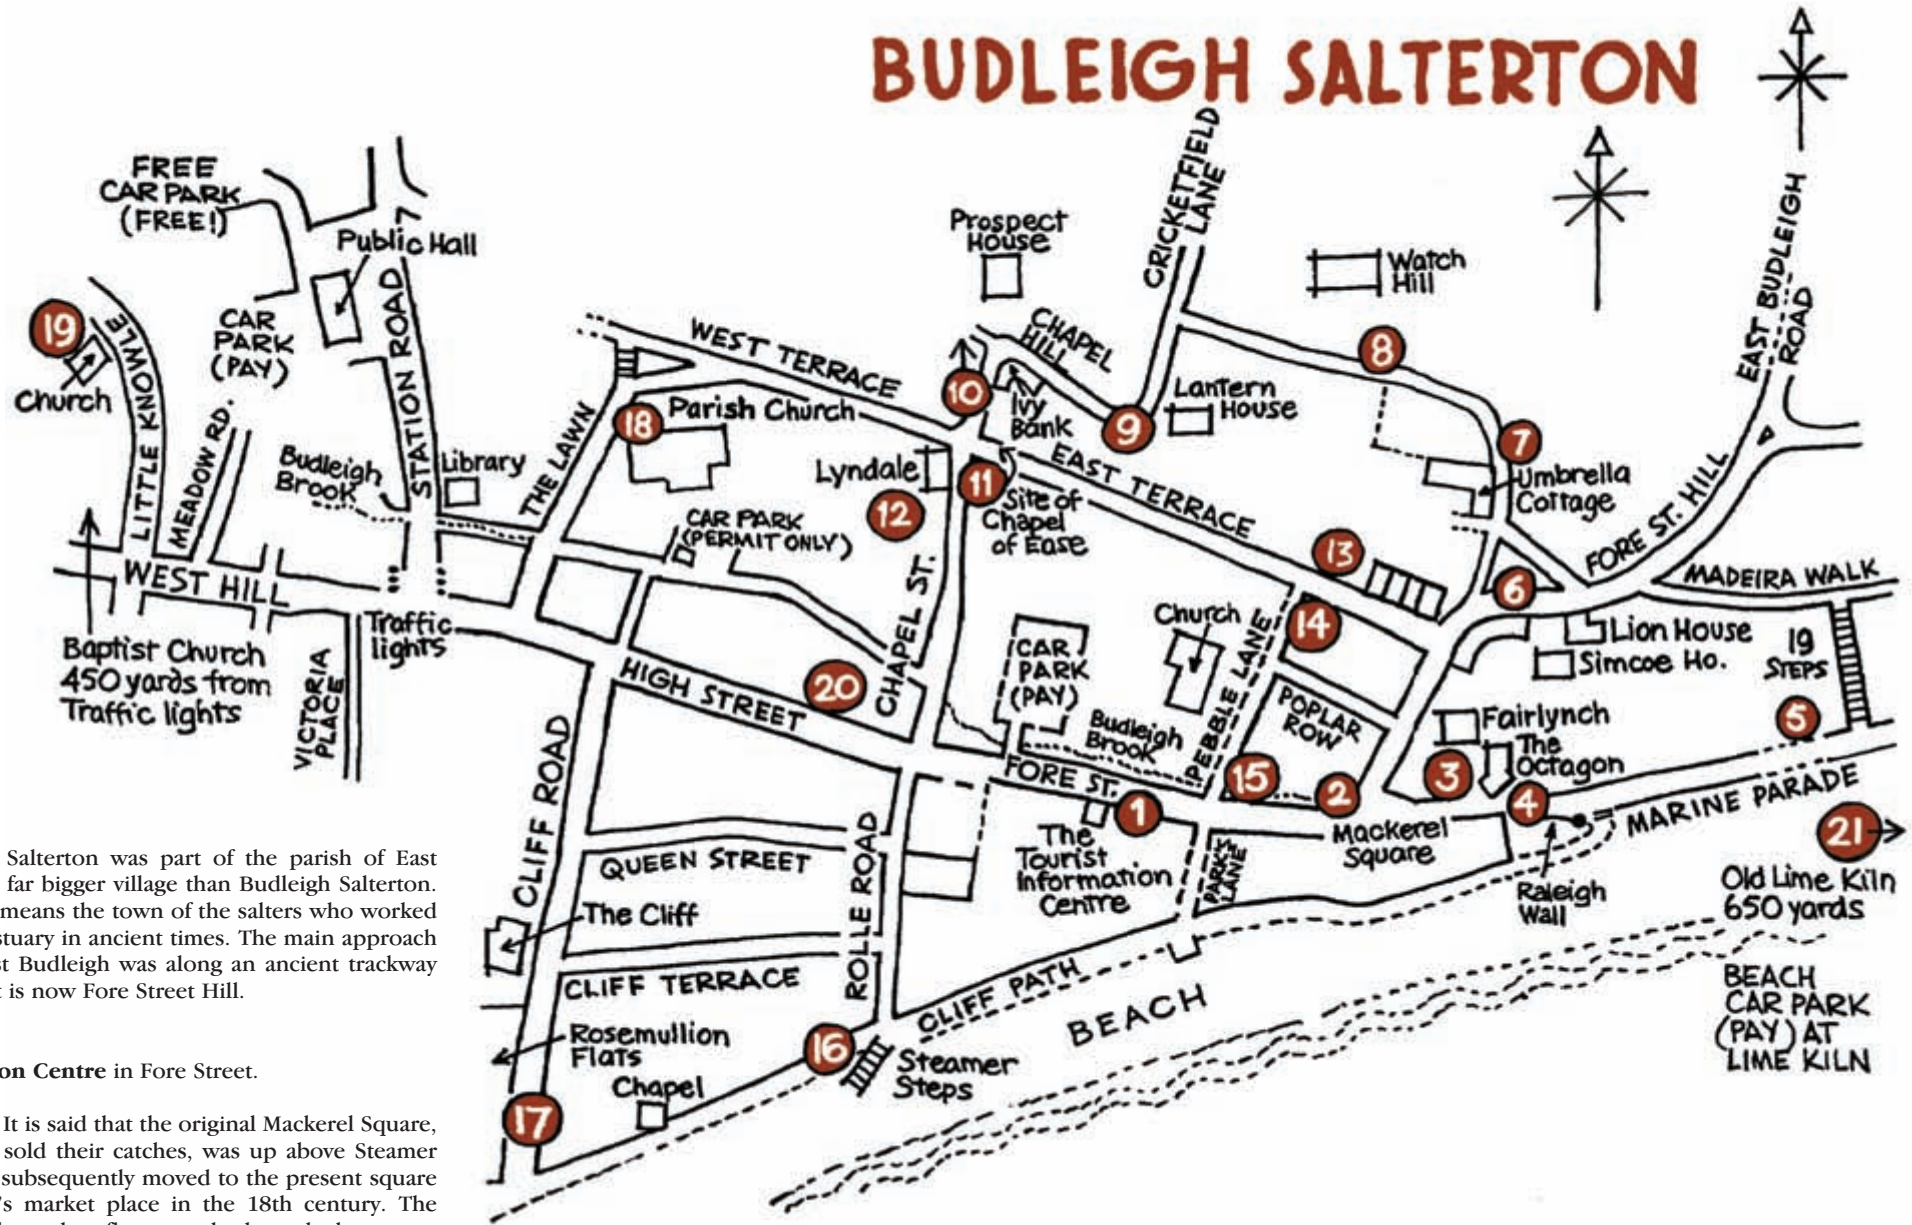 BUDLEIGH SALTERTON
FREE
CAR PARK
(FREE!)
Public Hall
STATION ROAD
19
Church
LITTLE KNOWLE
CAR
PARK
(PAY)
MEADOW RD.
Budleigh
Brook
Library
THE LAWN
WEST HILL
Baptist Church
450 yards from
Traffic lights
VICTORIA
PLACE
Traffic
lights
Prospect
House
WEST TERRACE
CHAPEL
HILL
CRICKETFIELD
LANE
Watch
Hill
EAST BUDLEIGH
ROAD
8
10
Ivy
Bank
9
Lantern
House
18
Parish Church
Lyndale
12
11
Site of
Chapel
of Ease
EAST TERRACE
7
Umbrella
Cottage
FORE ST. HILL
CAR PARK
(PERMIT ONLY)
CHAPEL ST.
13
6
MADEIRA WALK
Church
14
Lion House
Simcoe Ho.
19
STEPS
5
HIGH STREET
20
CAR
PARK
(PAY)
PEBBLE LANE
POPLAR
ROW
Budleigh
Brook
FORE ST.
15
2
3
Fairlynch
The
Octagon
4
MARINE PARADE
1
The
Tourist
Information
Centre
PARK
LANE
Mackerel
Square
Raleigh
Wall
21
Old Lime Kiln
650 yards
BEACH
CAR PARK
(PAY) AT
LIME KILN
CLIFF ROAD
QUEEN STREET
ROLLE ROAD
The Cliff
CLIFF TERRACE
CLIFF PATH
BEACH
Rosemullion
Flats
Chapel
16
Steamer
Steps
17
Salterton was part of the parish of East
far bigger village than Budleigh Salterton.
means the town of the salters who worked
stuary in ancient times. The main approach
st Budleigh was along an ancient trackway
t is now Fore Street Hill.
on Centre in Fore Street.
It is said that the original Mackerel Square,
sold their catches, was up above Steamer
subsequently moved to the present square
's market place in the 18th century. The